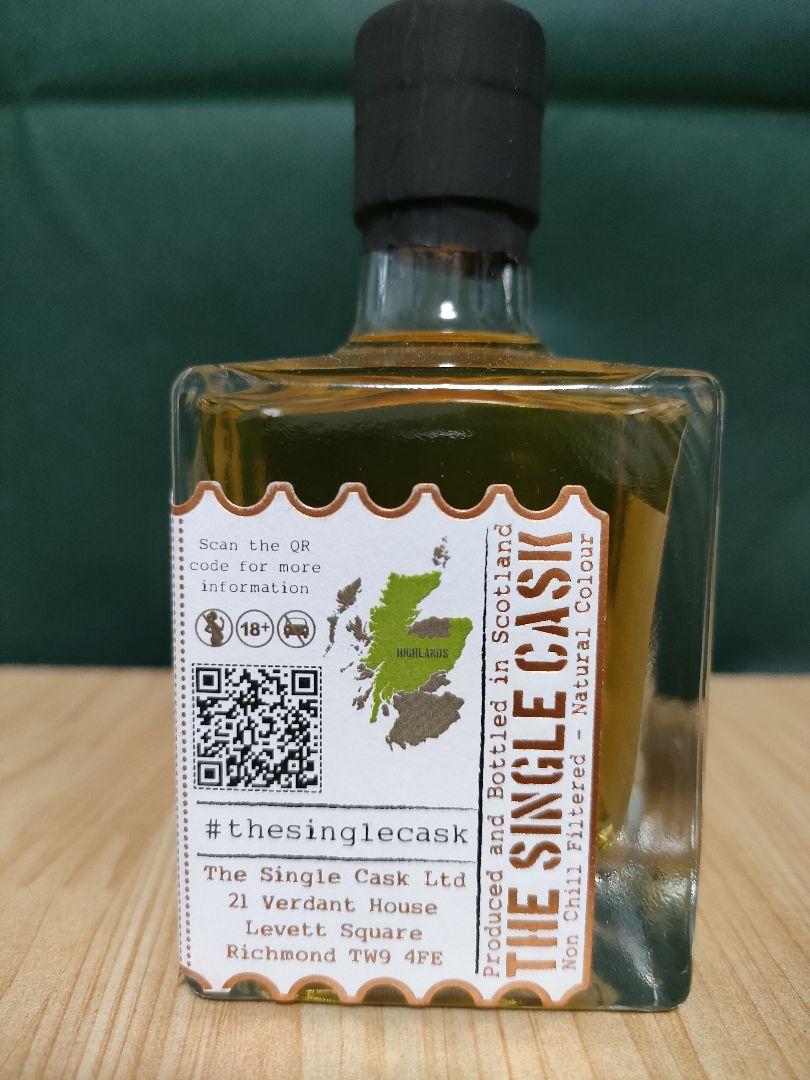 Scan the QR
code for more
information
18+
HIGHLANDS
#thesinglecask
The Single Cask Ltd
21 Verdant House
Levett Square
Richmond TW9 4FE
Produced and Bottled in Scotland
THE SINGLE CASK
Non Chill Filtered - Natural Colour